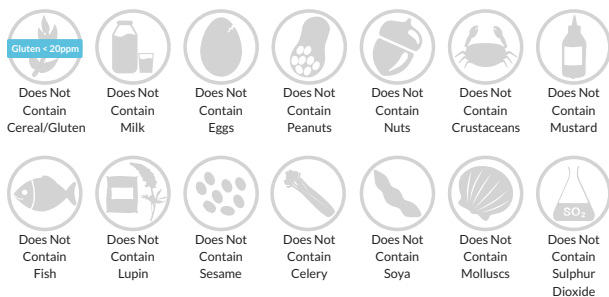 Gluten < 20ppm
Does Not
Contain
Cereal/Gluten
Does Not
Contain
Milk
Does Not
Contain
Eggs
Does Not
Contain
Peanuts
Does Not
Contain
Nuts
Does Not
Contain
Crustaceans
Does Not
Contain
Mustard
SO₂
Does Not
Contain
Fish
Does Not
Contain
Lupin
Does Not
Contain
Sesame
Does Not
Contain
Celery
Does Not
Contain
Soya
Does Not
Contain
Molluscs
Does Not
Contain
Sulphur
Dioxide